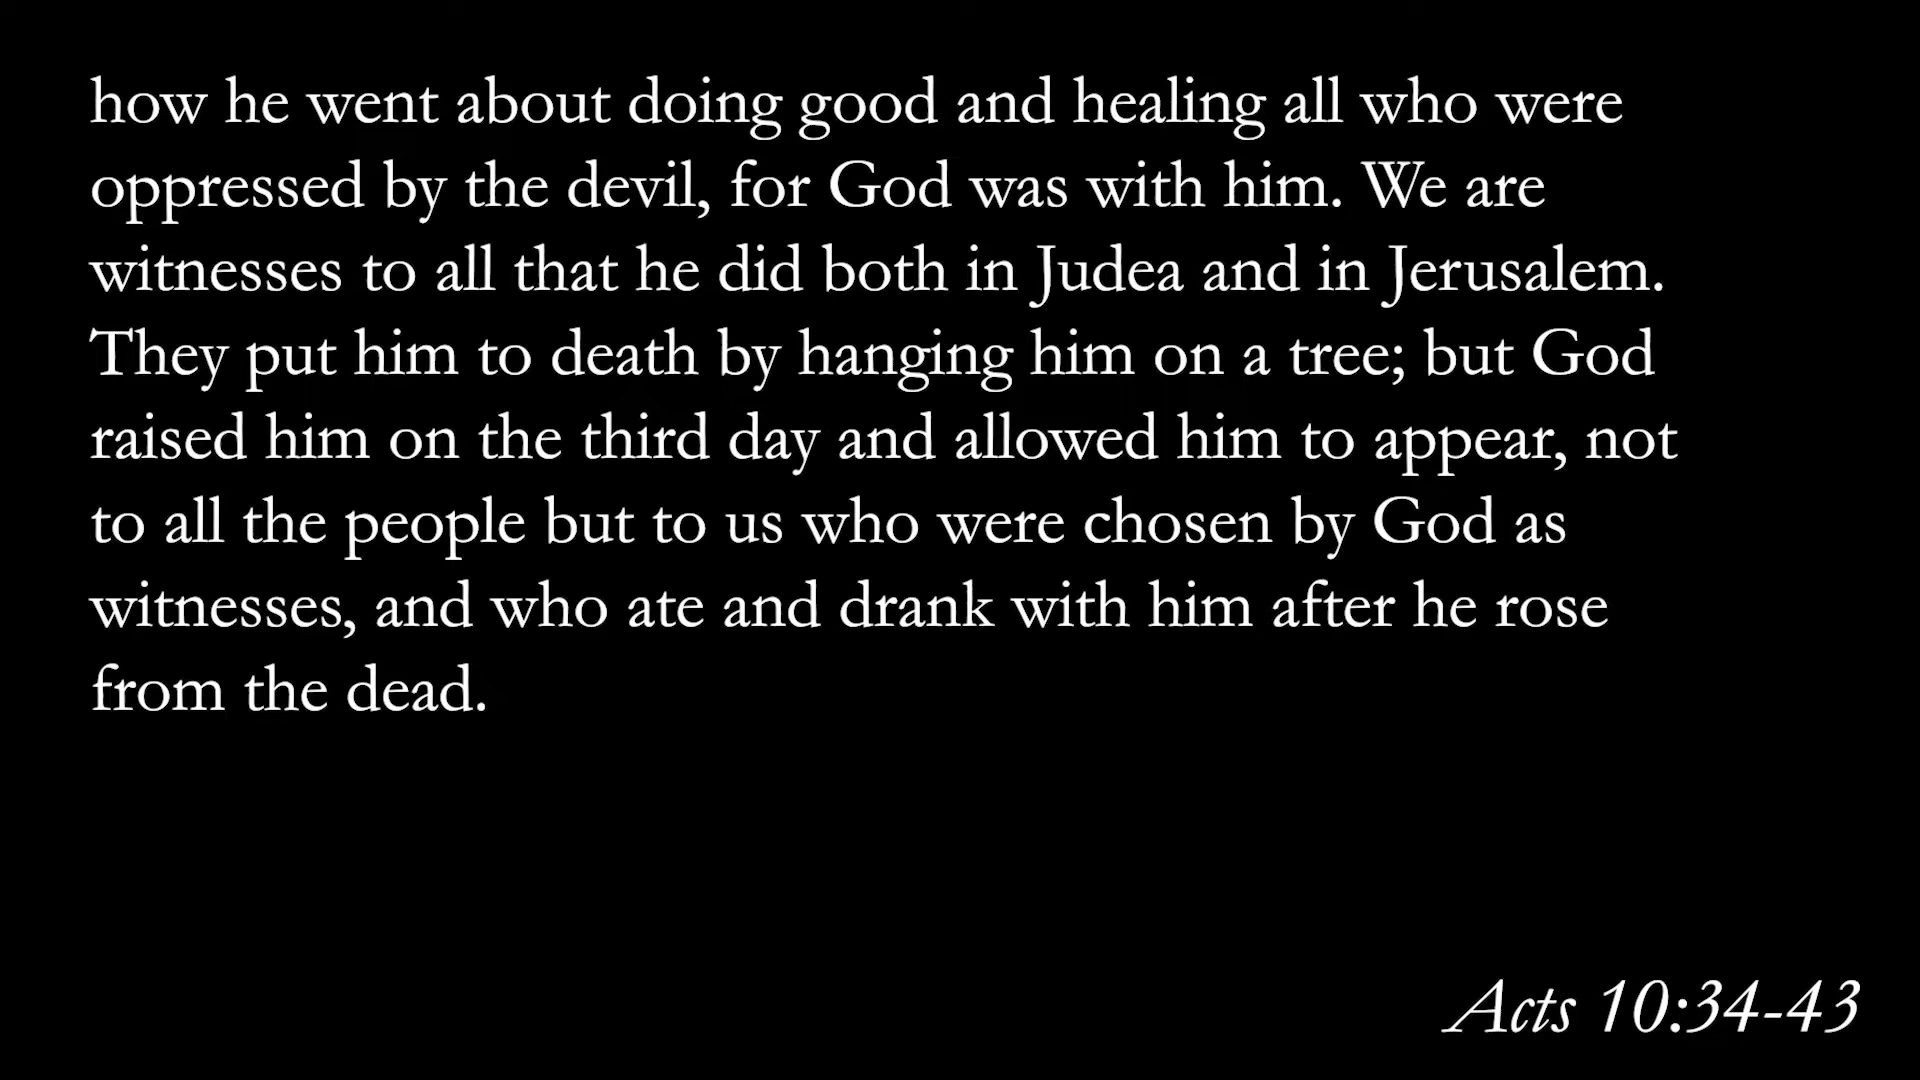 how he went about doing good and healing all who were
oppressed by the devil, for God was with him. We are
witnesses to all that he did both in Judea and in Jerusalem.
They put him to death by hanging him on a tree; but God
raised him on the third day and allowed him to appear, not
to all the people but to us who were chosen by God as
witnesses, and who ate and drank with him after he rose
from the dead.
Acts 10:34-43